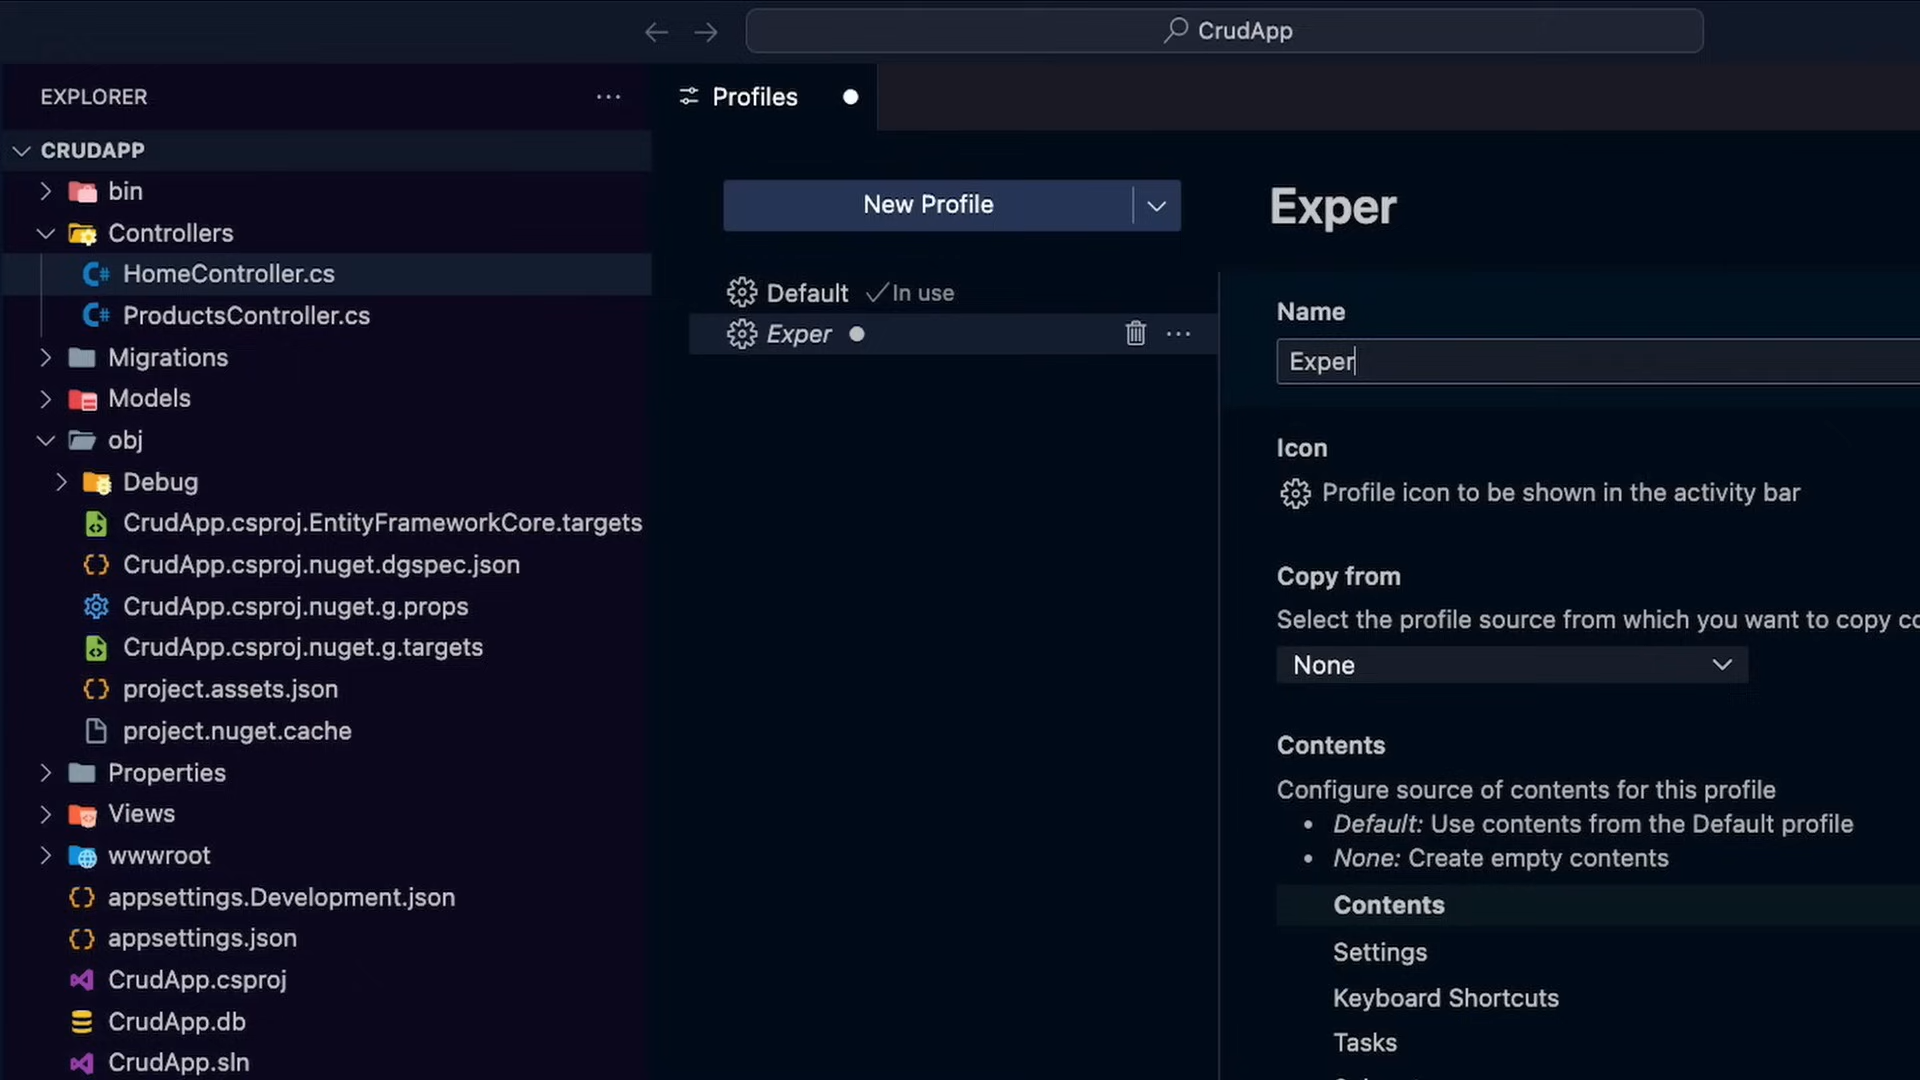 CrudApp
EXPLORER
CRUDAPP
bin
Controllers
HomeController.cs
ProductsController.cs
Migrations
Models
obj
Debug
CrudApp.csproj.EntityFrameworkCore.targets
CrudApp.csproj.nuget.dgspec.json
CrudApp.csproj.nuget.g.props
CrudApp.csproj.nuget.g.targets
project.assets.json
project.nuget.cache
Properties
Views
wwwroot
appsettings.Development.json
appsettings.json
CrudApp.csproj
CrudApp.db
CrudApp.sln
Profiles
New Profile
Default In use
Exper
Exper
Name
Exper
Icon
Profile icon to be shown in the activity bar
Copy from
Select the profile source from which you want to copy
None
Contents
Configure source of contents for this profile
• Default: Use contents from the Default profile
• None: Create empty contents
Contents
Settings
Keyboard Shortcuts
Tasks